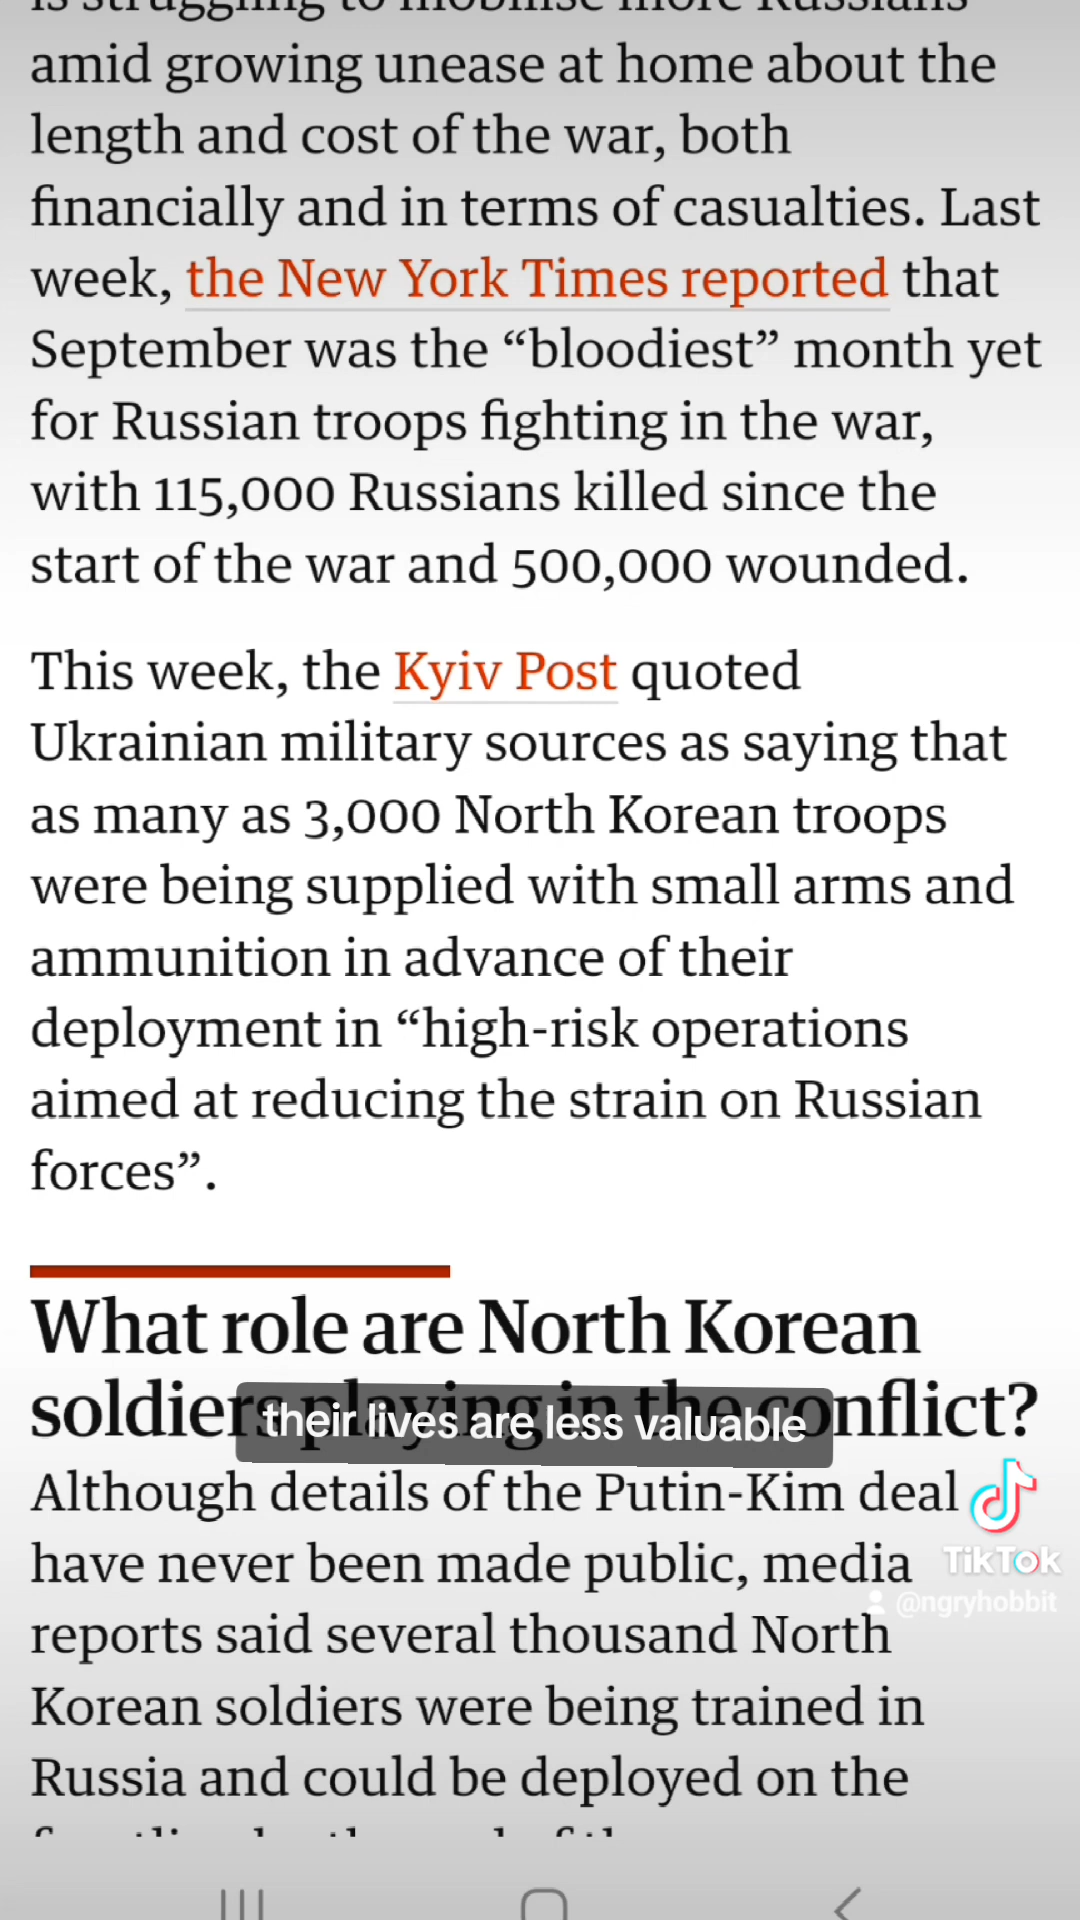 is struggling to mobilise more Russians
amid growing unease at home about the
length and cost of the war, both
financially and in terms of casualties. Last
week, the New York Times reported that
September was the “bloodiest” month yet
for Russian troops fighting in the war,
with 115,000 Russians killed since the
start of the war and 500,000 wounded.
This week, the Kyiv Post quoted
Ukrainian military sources as saying that
as many as 3,000 North Korean troops
were being supplied with small arms and
ammunition in advance of their
deployment in “high-risk operations
aimed at reducing the strain on Russian
forces”.
What role are North Korean
soldiers playing in the conflict?
their lives are less valuable
Although details of the Putin-Kim deal
have never been made public, media
reports said several thousand North
Korean soldiers were being trained in
Russia and could be deployed on the
TikTok
@ngryhobbit